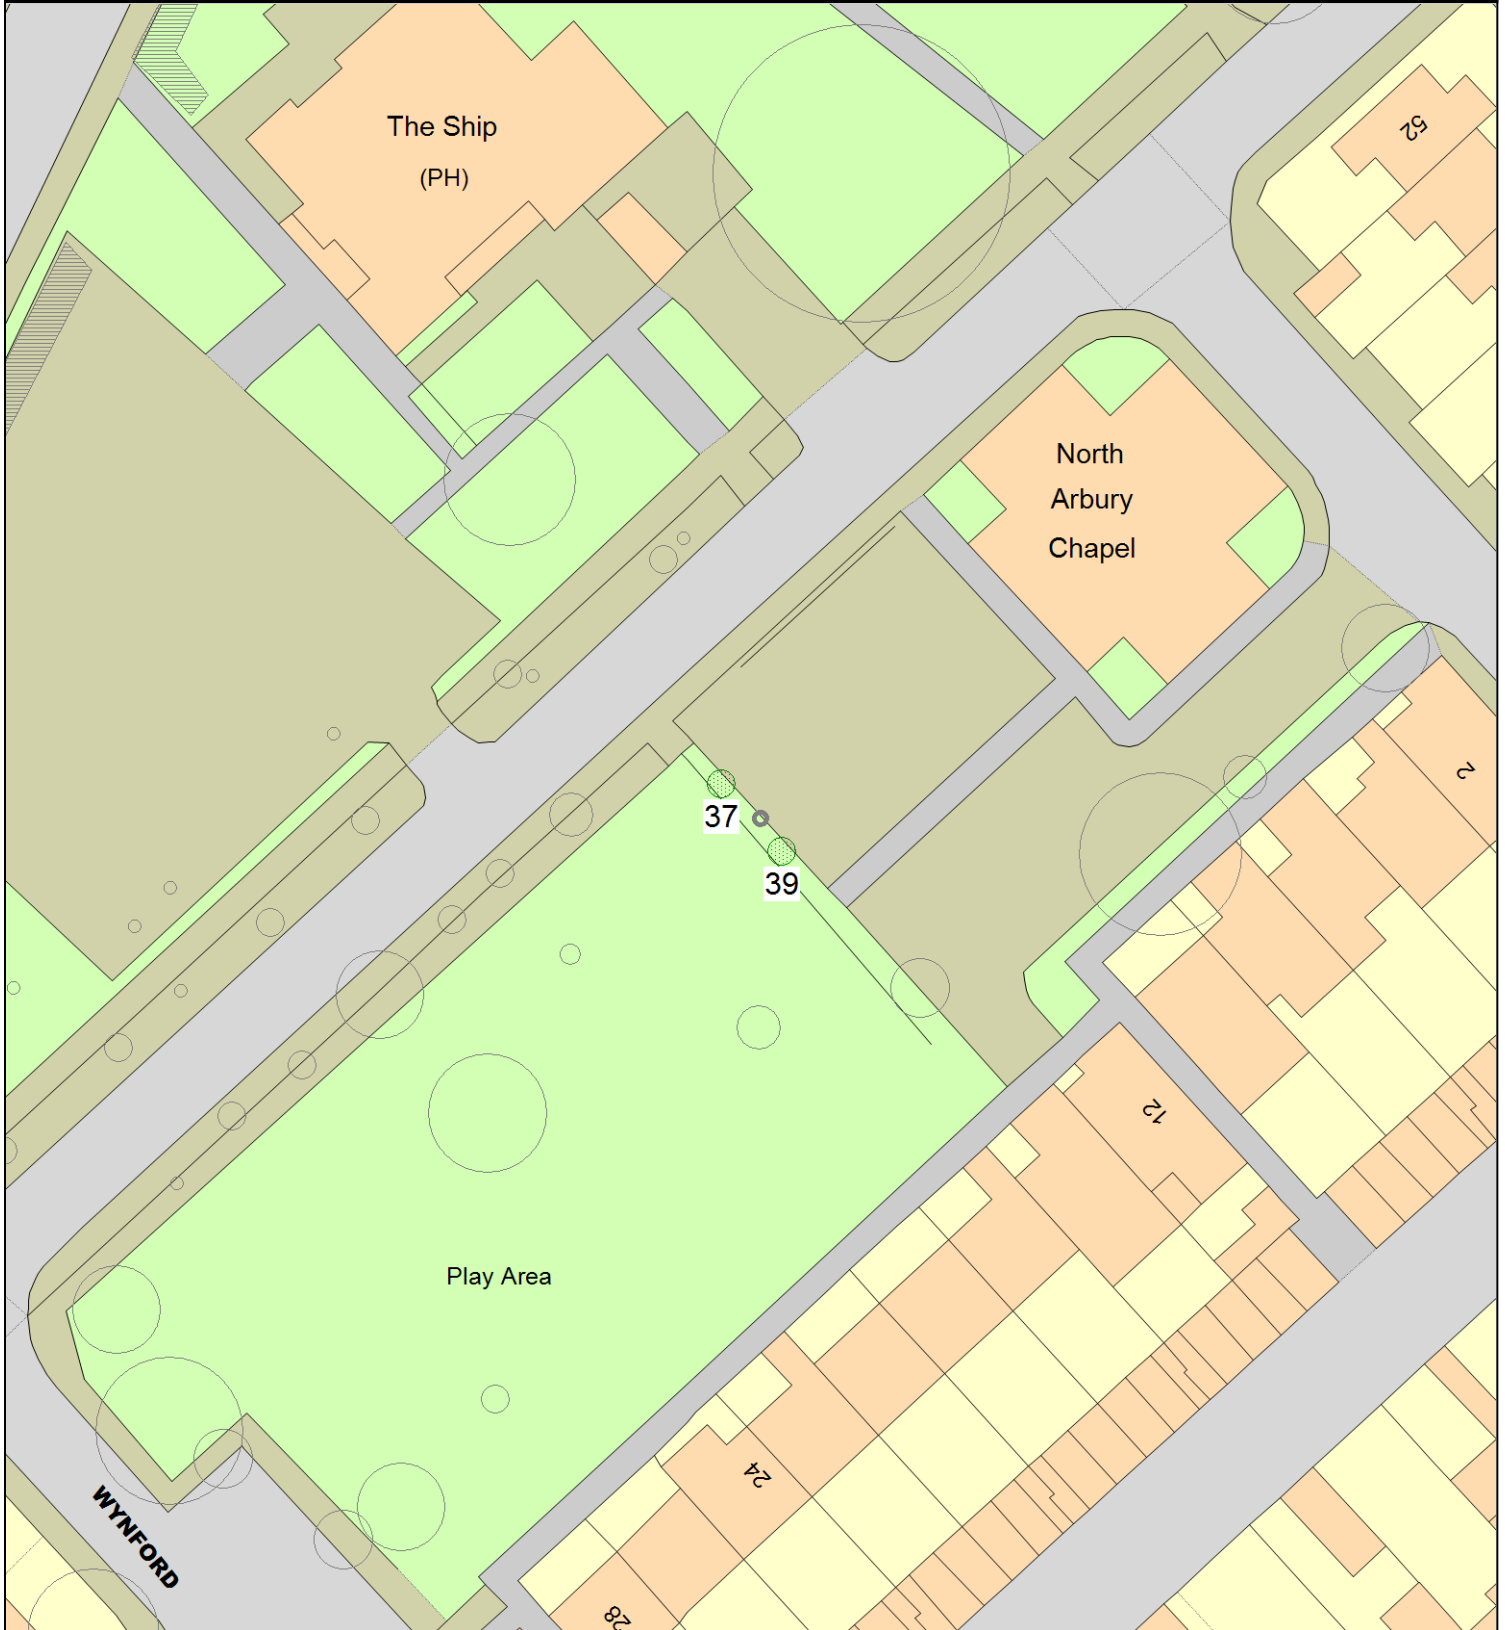 The Ship
(PH)
52
North
Arbury
Chapel
2
37
39
12
Play Area
24
WYNFORD
28